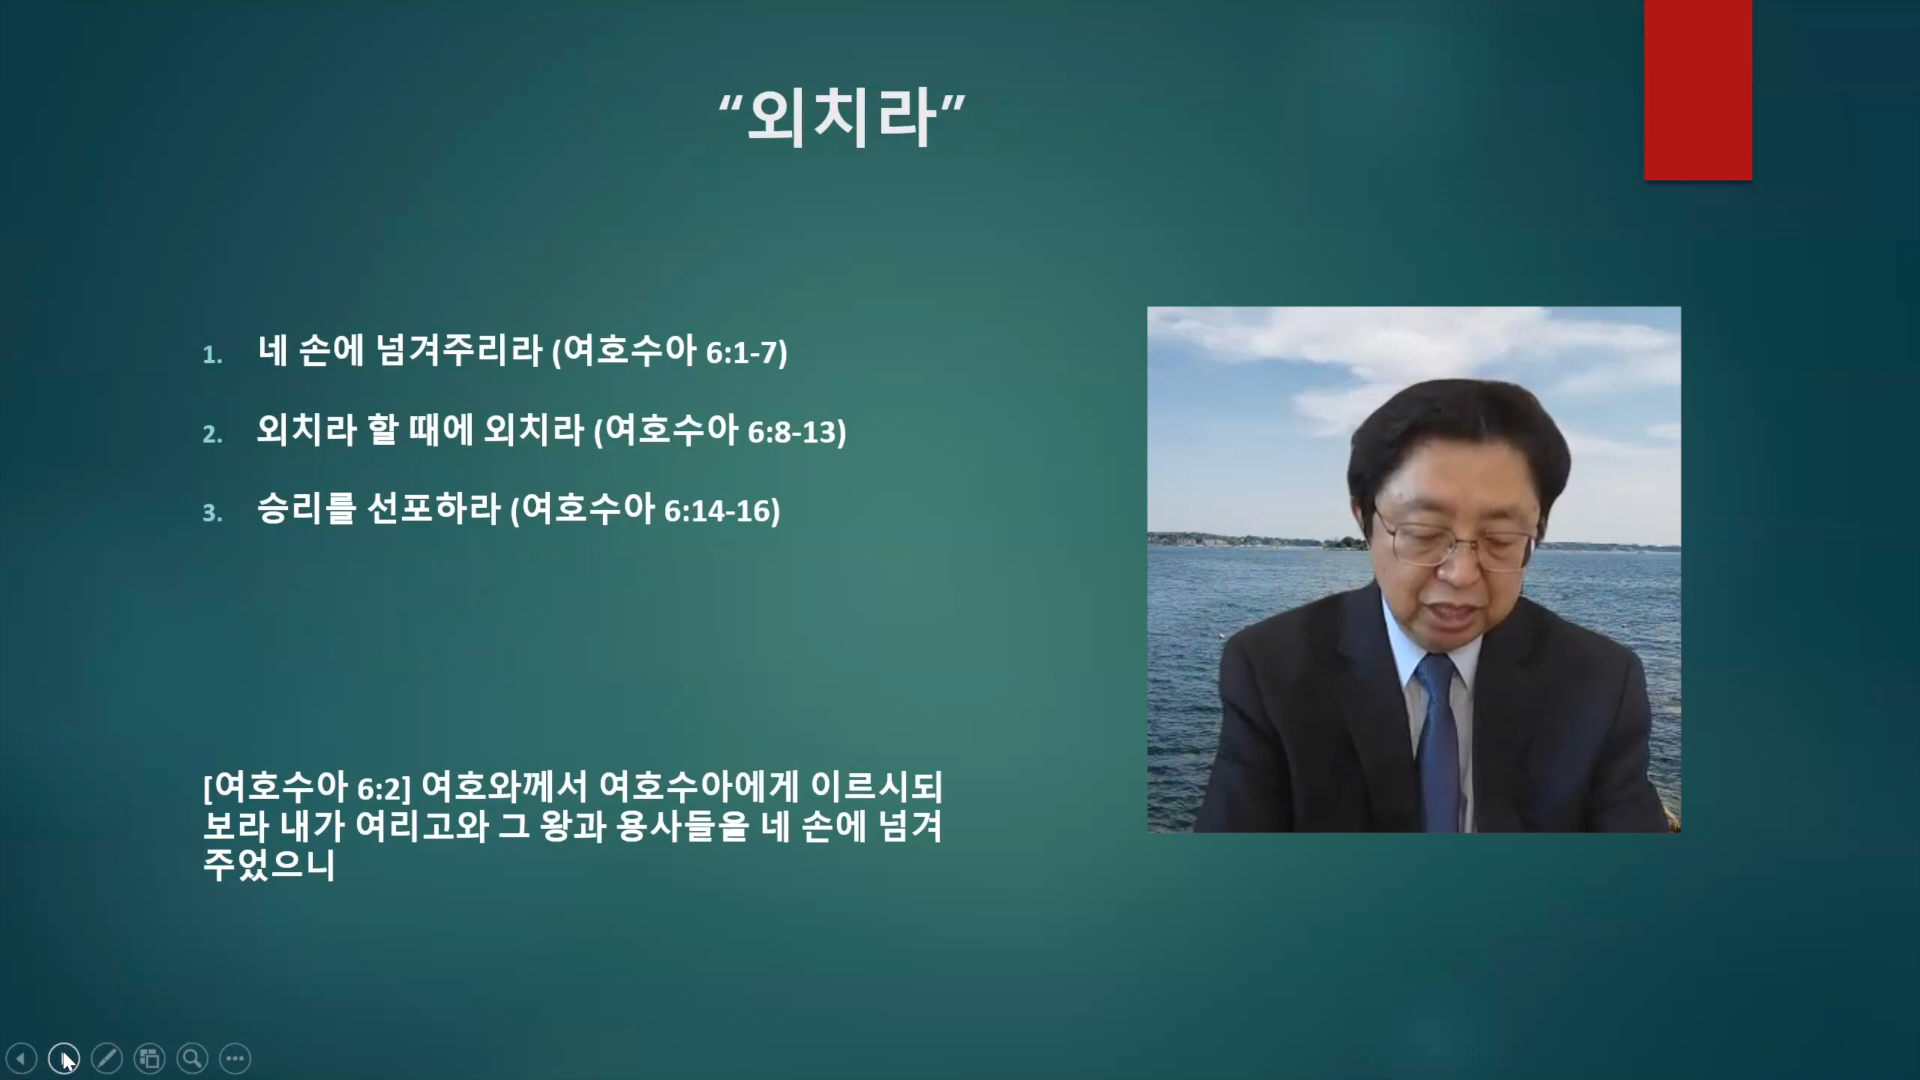 “외치라”
1. 네 손에 넘겨주리라 (여호수아 6:1-7)
2. 외치라 할 때에 외치라 (여호수아 6:8-13)
3. 승리를 선포하라 (여호수아 6:14-16)
[여호수아 6:2] 여호와께서 여호수아에게 이르시되
보라 내가 여리고와 그 왕과 용사들을 네 손에 넘겨
주었으니